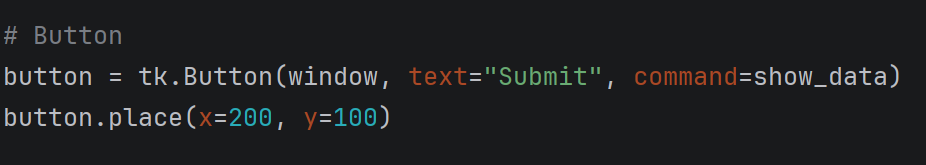 # Button
button = tk.Button(window, text="Submit", command=show_data)
button.place(x=200, y=100)